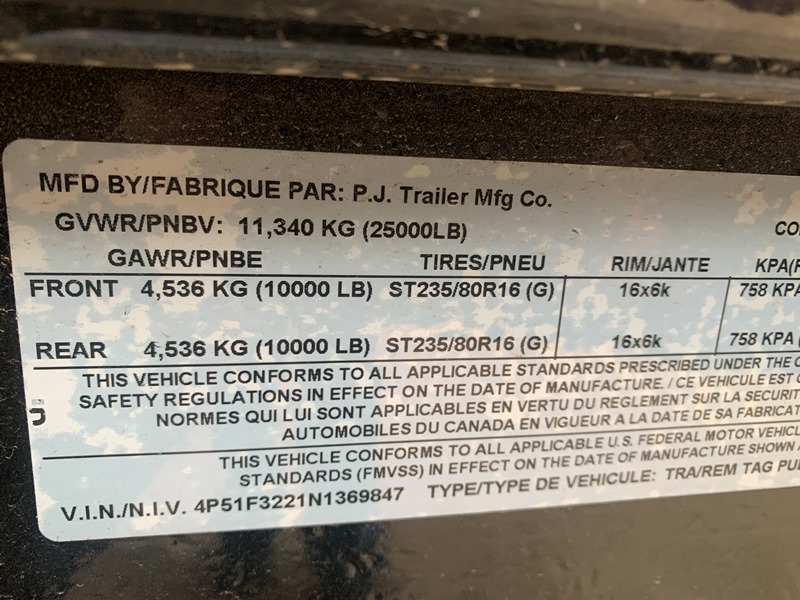 MFD BY/FABRIQUE PAR: P.J. Trailer Mfg Co.
GVWR/PNBV: 11,340 KG (25000LB)
GAWR/PNBE TIRES/PNEU RIM/JANTE
FRONT 4,536 KG (10000 LB) ST235/80R16 (G) 16x6k 758 KPA
REAR 4,536 KG (10000 LB) ST235/80R16 (G) 16x6k 758 KPA
THIS VEHICLE CONFORMS TO ALL APPLICABLE STANDARDS PRESCRIBED UNDER THE
SAFETY REGULATIONS IN EFFECT ON THE DATE OF MANUFACTURE. / CE VEHICULE EST
NORMES QUI LUI SONT APPLICABLES EN VERTU DU REGLEMENT SUR LA SECURIT
AUTOMOBILES DU CANADA EN VIGUEUR A LA DATE DE SA FABRICAT
THIS VEHICLE CONFORMS TO ALL APPLICABLE U.S. FEDERAL MOTOR VEHICL
STANDARDS (FMVSS) IN EFFECT ON THE DATE OF MANUFACTURE SHOWN
V.I.N./N.I.V. 4P51F3221N1369847 TYPE/TYPE DE VEHICULE: TRA/REM TAG PU